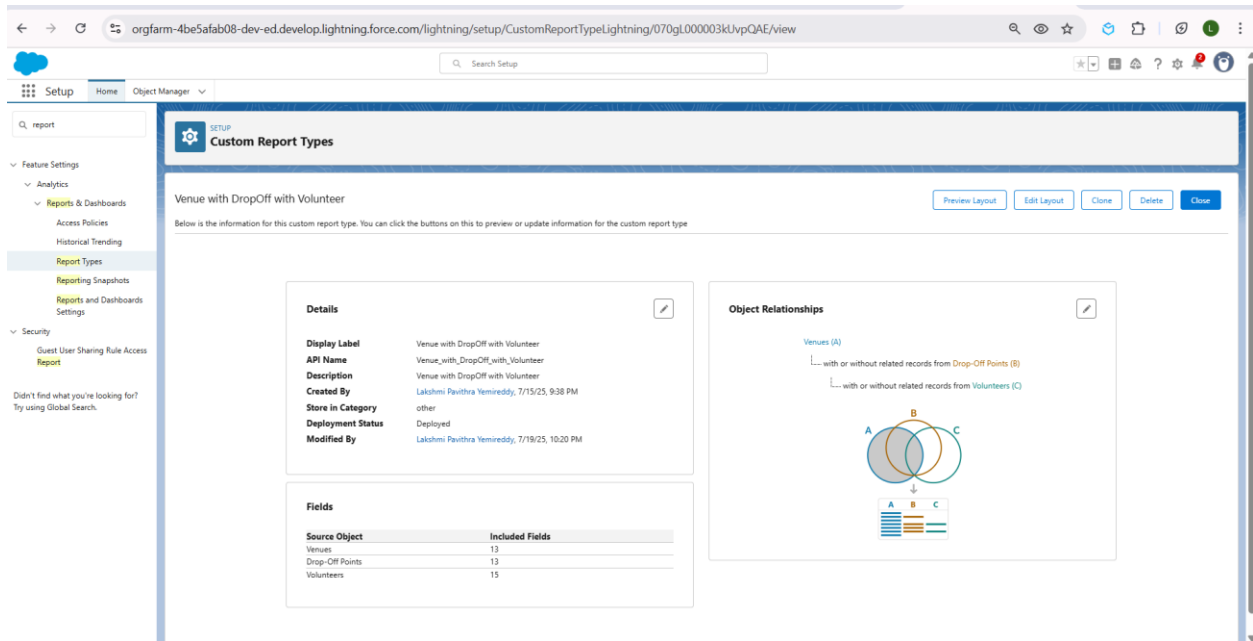 orgfarm-4be5afab08-dev-ed.develop.lightning.force.com/lightning/setup/CustomReportTypeLightning/070gL000003kUvpQAE/view
L
Search Setup
2
Setup Home Object Manager
report
SETUP
Custom Report Types
Feature Settings
Analytics
Reports & Dashboards
Access Policies
Historical Trending
Report Types
Reporting Snapshots
Reports and Dashboards
Settings
Security
Guest User Sharing Rule Access
Report
Didn't find what you're looking for?
Try using Global Search.
Venue with DropOff with Volunteer
Preview Layout Edit Layout Clone Delete Close
Below is the information for this custom report type. You can click the buttons on this to preview or update information for the custom report type
Details
Display Label Venue with DropOff with Volunteer
API Name Venue_with_DropOff_with_Volunteer
Description Venue with DropOff with Volunteer
Created By Lakshmi Pavithra Yemireddy, 7/15/25, 9:38 PM
Store in Category other
Deployment Status Deployed
Modified By Lakshmi Pavithra Yemireddy, 7/19/25, 10:20 PM
Fields
Source Object Included Fields
Venues 13
Drop-Off Points 13
Volunteers 15
Object Relationships
Venues (A)
with or without related records from Drop-Off Points (B)
with or without related records from Volunteers (C)
B
A C
A B C